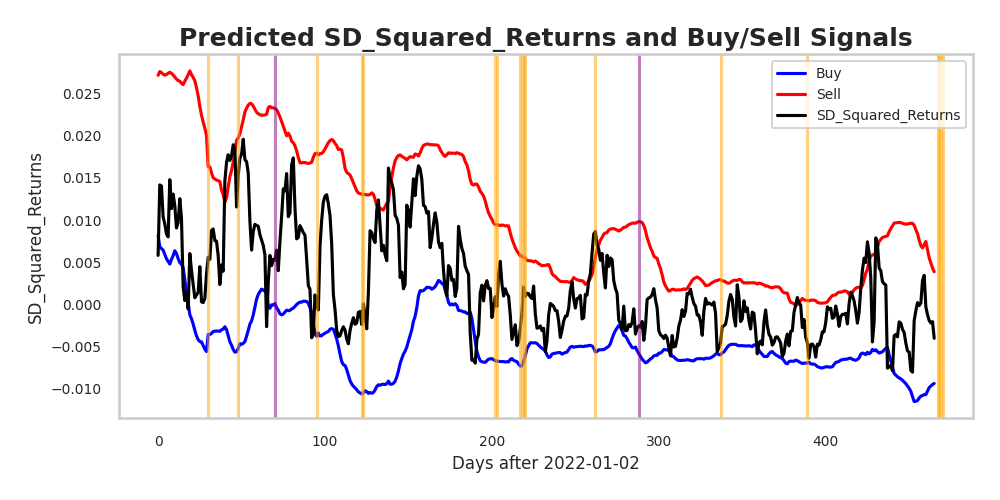 Predicted SD_Squared_Returns and Buy/Sell Signals
Buy
Sell
SD_Squared_Returns
SD_Squared_Returns
0.025
0.020
0.015
0.010
0.005
0.000
−0.005
−0.010
0 100 200 300 400
Days after 2022-01-02